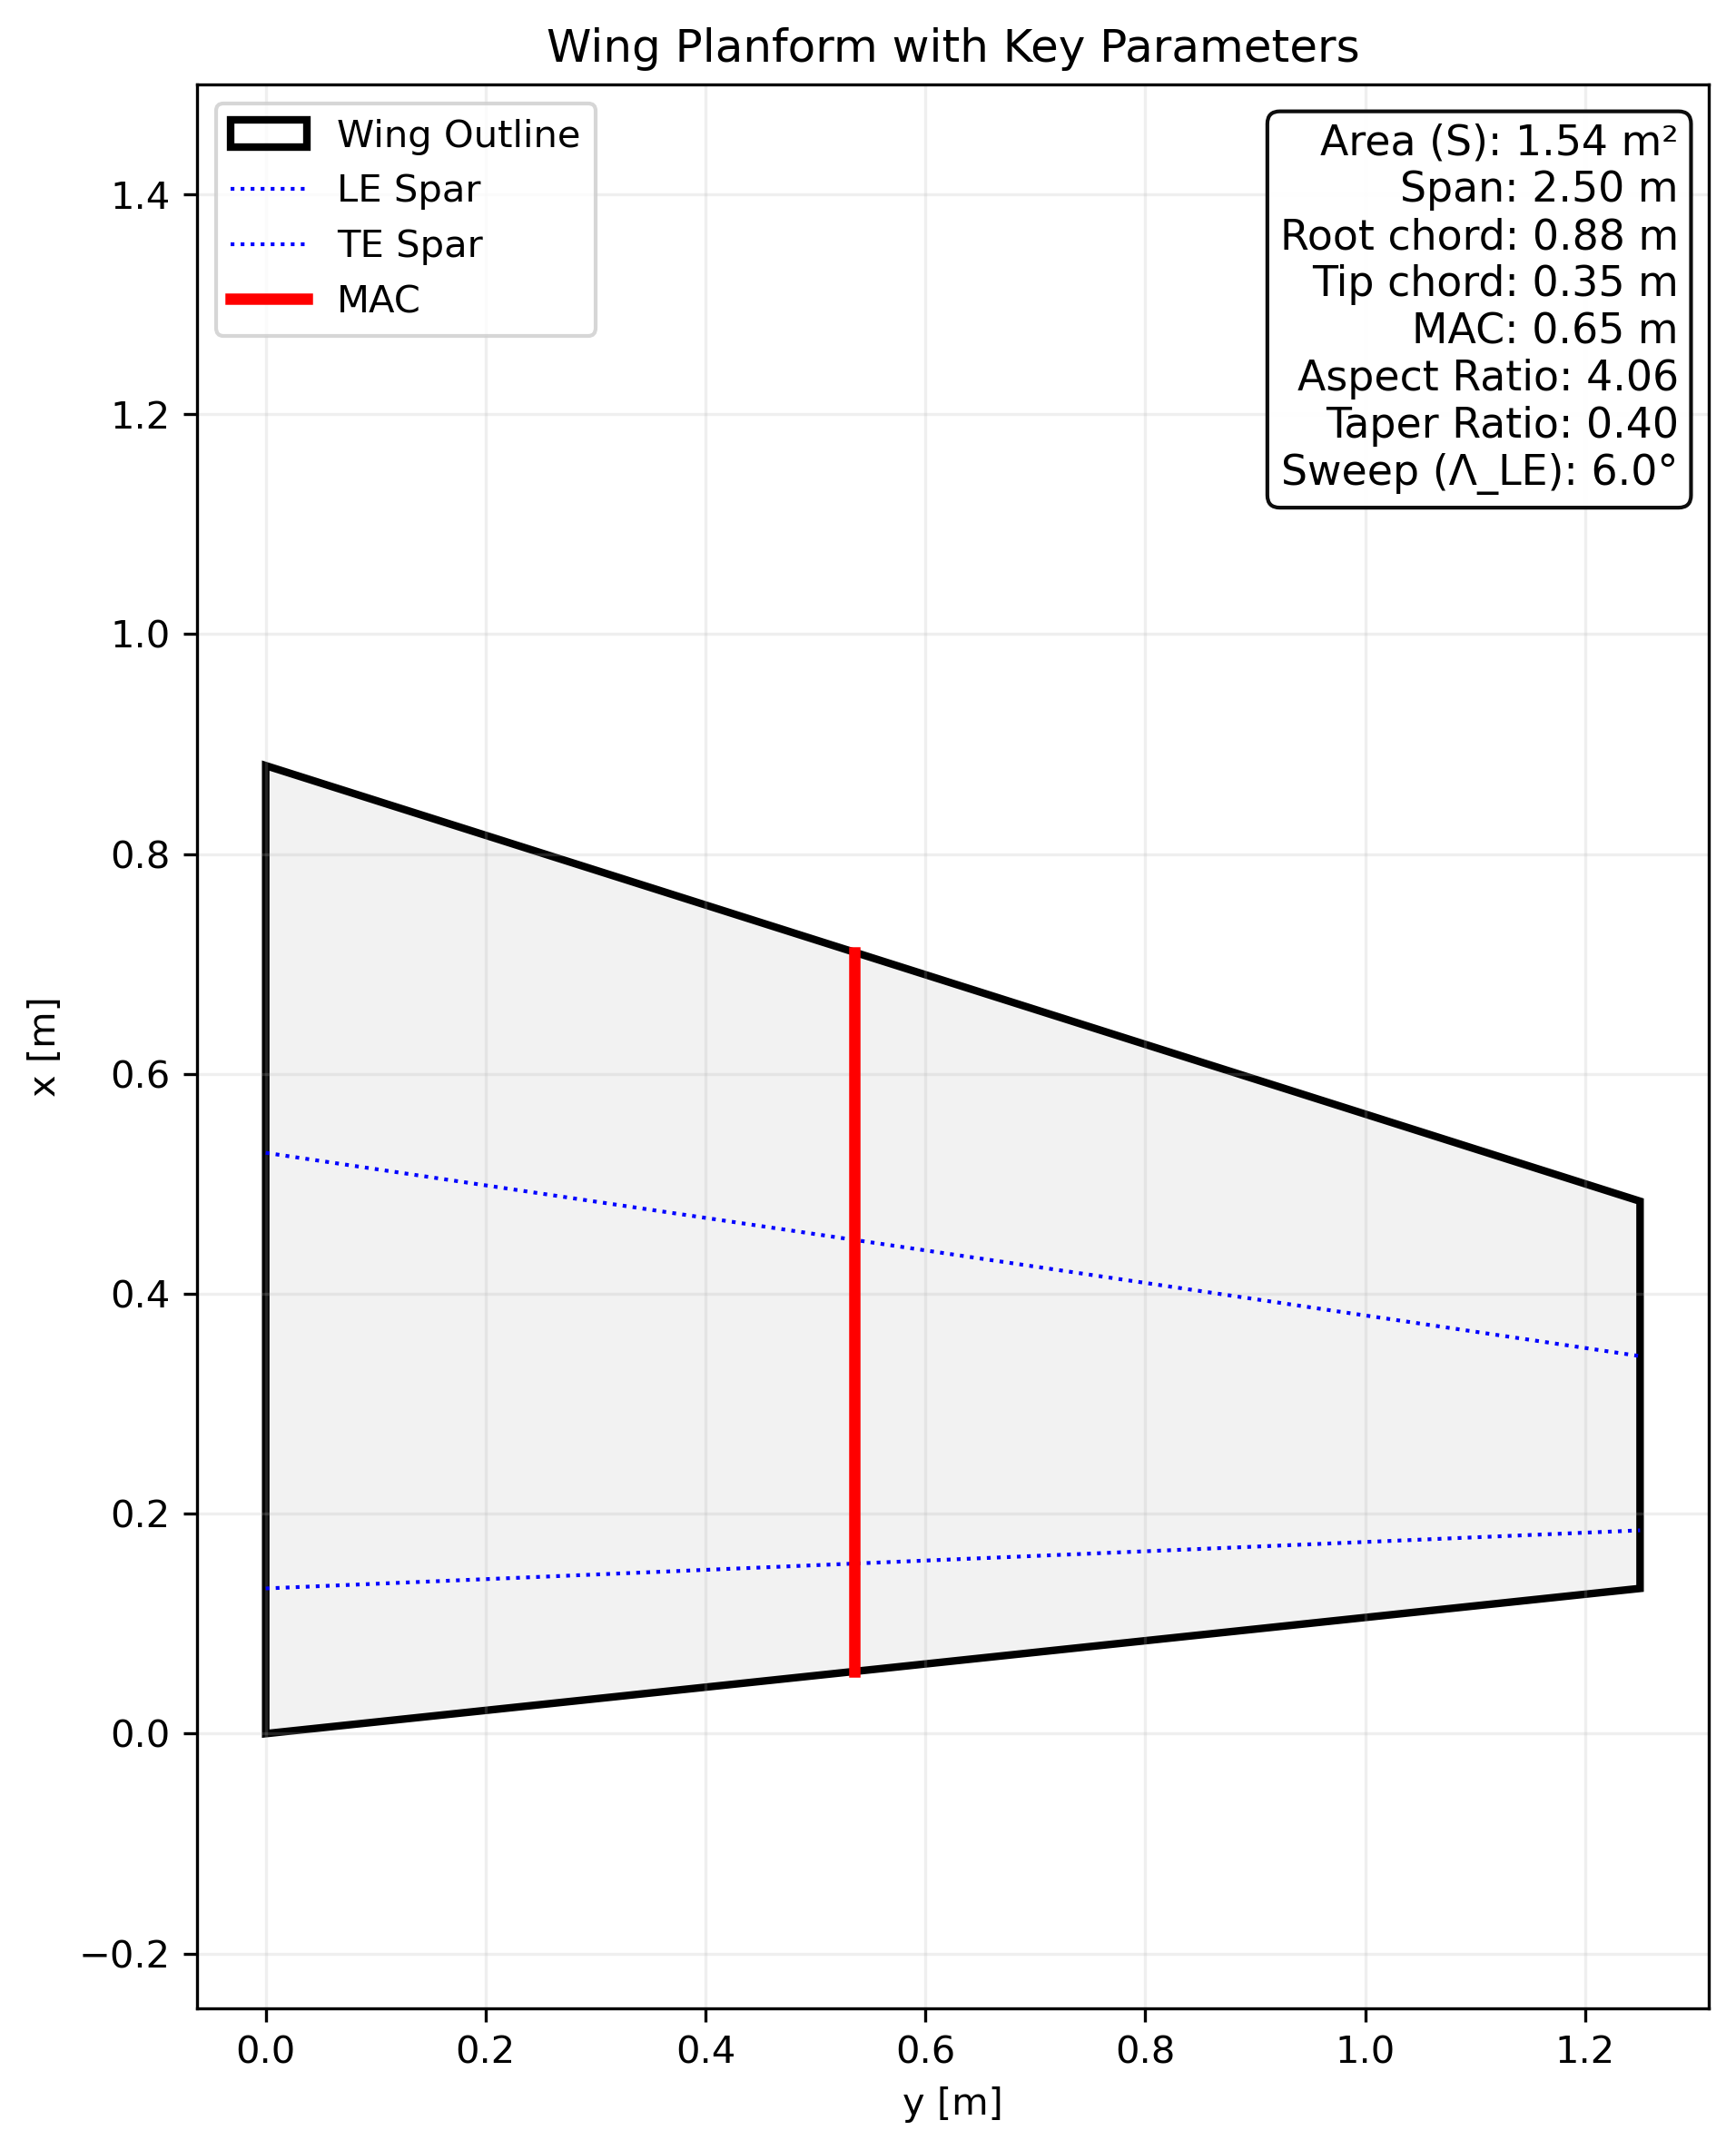 Wing Planform with Key Parameters
Wing Outline
LE Spar
TE Spar
MAC
Area (S): 1.54 m²
Span: 2.50 m
Root chord: 0.88 m
Tip chord: 0.35 m
MAC: 0.65 m
Aspect Ratio: 4.06
Taper Ratio: 0.40
Sweep (Λ_LE): 6.0°
x [m]
1.4
1.2
1.0
0.8
0.6
0.4
0.2
0.0
−0.2
0.0 0.2 0.4 0.6 0.8 1.0 1.2
y [m]